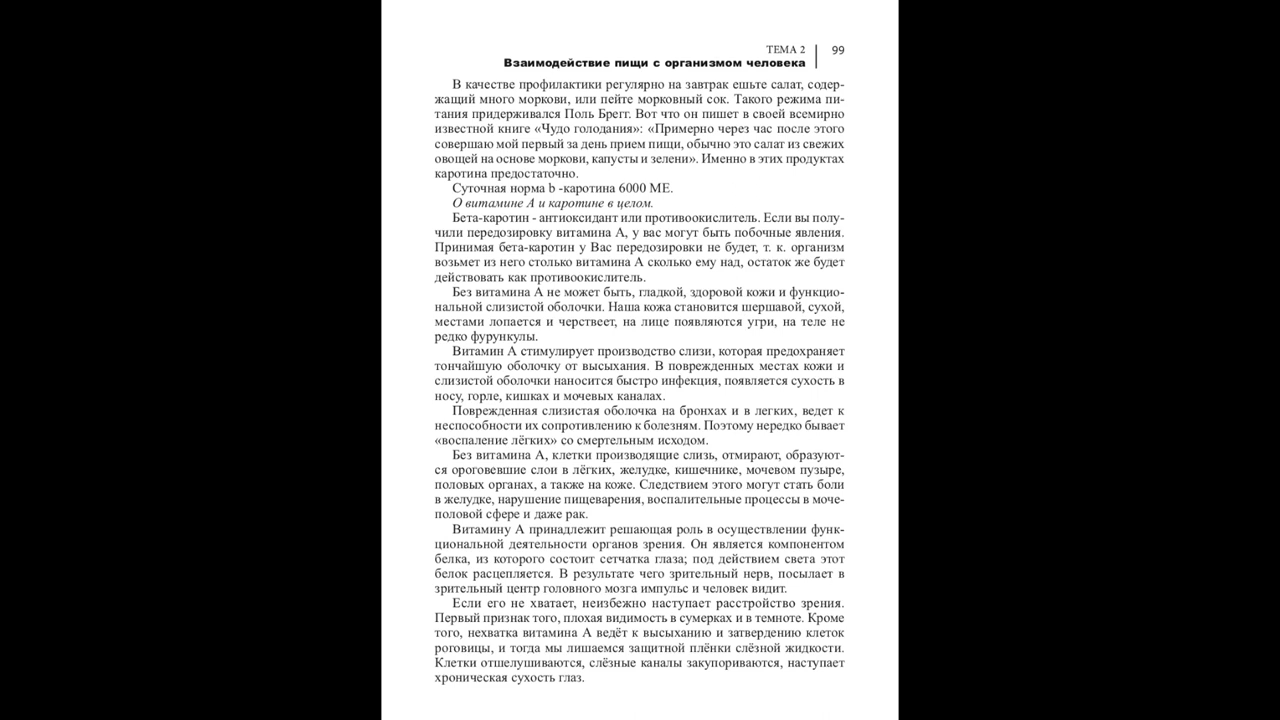 ТЕМА 2 99
Взаимодействие пищи с организмом человека
В качестве профилактики регулярно на завтрак ешьте салат, содер-
жащий много моркови, или пейте морковный сок. Такого режима пи-
тания придерживался Поль Брегг. Вот что он пишет в своей всемирно
известной книге «Чудо голодания»: «Примерно через час после этого
совершаю мой первый за день прием пищи, обычно это салат из свежих
овощей на основе моркови, капусты и зелени». Именно в этих продуктах
каротина предостаточно.
Суточная норма b -каротина 6000 МЕ.
О витамине А и каротине в целом.
Бета-каротин - антиоксидант или противоокислитель. Если вы полу-
чили передозировку витамина А, у вас могут быть побочные явления.
Принимая бета-каротин у Вас передозировки не будет, т. к. организм
возьмет из него столько витамина А сколько ему над, остаток же будет
действовать как противоокислитель.
Без витамина А не может быть, гладкой, здоровой кожи и функцио-
нальной слизистой оболочки. Наша кожа становится шершавой, сухой,
местами лопается и черствеет, на лице появляются угри, на теле не
редко фурункулы.
Витамин А стимулирует производство слизи, которая предохраняет
тончайшую оболочку от высыхания. В поврежденных местах кожи и
слизистой оболочки наносится быстро инфекция, появляется сухость в
носу, горле, кишках и мочевых каналах.
Поврежденная слизистая оболочка на бронхах и в легких, ведет к
неспособности их сопротивлению к болезням. Поэтому нередко бывает
«воспаление лёгких» со смертельным исходом.
Без витамина А, клетки производящие слизь, отмирают, образуют-
ся ороговевшие слои в лёгких, желудке, кишечнике, мочевом пузыре,
половых органах, а также на коже. Следствием этого могут стать боли
в желудке, нарушение пищеварения, воспалительные процессы в моче-
половой сфере и даже рак.
Витамину А принадлежит решающая роль в осуществлении функ-
циональной деятельности органов зрения. Он является компонентом
белка, из которого состоит сетчатка глаза; под действием света этот
белок расцепляется. В результате чего зрительный нерв, посылает в
зрительный центр головного мозга импульс и человек видит.
Если его не хватает, неизбежно наступает расстройство зрения.
Первый признак того, плохая видимость в сумерках и в темноте. Кроме
того, нехватка витамина А ведёт к высыханию и затвердению клеток
роговицы, и тогда мы лишаемся защитной плёнки слёзной жидкости.
Клетки отшелушиваются, слёзные каналы закупориваются, наступает
хроническая сухость глаз.